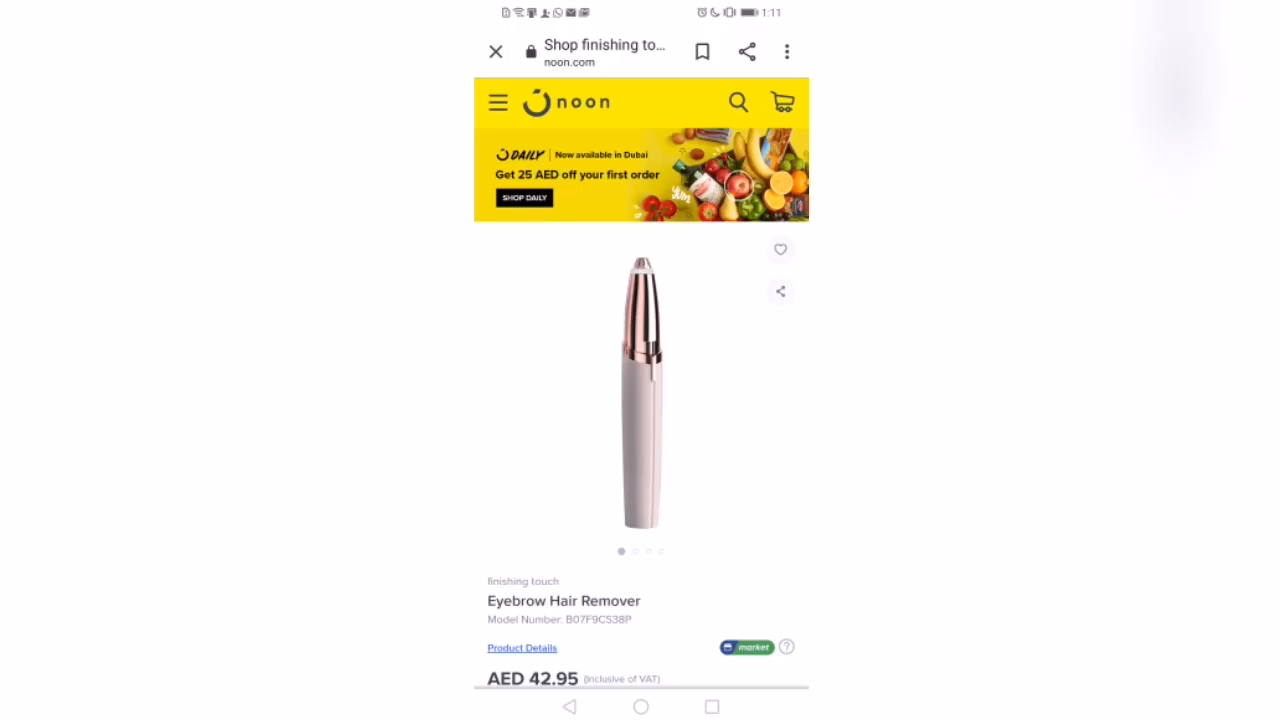 1:11
Shop finishing to...
noon.com
noon
DAILY | Now available in Dubai
Get 25 AED off your first order
yum
SHOP DAILY
finishing touch
Eyebrow Hair Remover
Model Number: B07F9CS38P
Product Details
market ?
AED 42.95 (Inclusive of VAT)